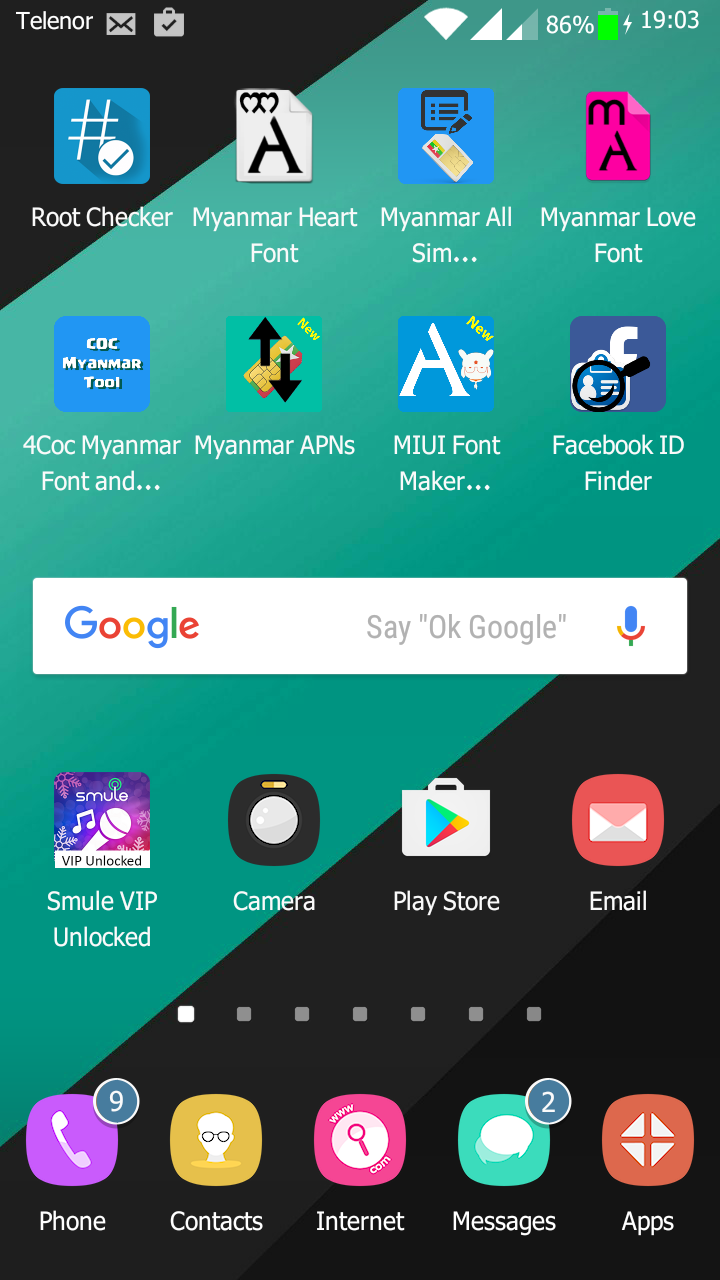 Telenor 86% 19:03
Root Checker
Myanmar Heart Font
Myanmar All Sim...
Myanmar Love Font
COC
Myanmar
Tool
New
New
4Coc Myanmar Font and...
Myanmar APNs
MIUI Font Maker...
Facebook ID Finder
Google Say "Ok Google"
smule
VIP Unlocked
Smule VIP Unlocked
Camera
Play Store
Email
9
2
www
com
Phone
Contacts
Internet
Messages
Apps